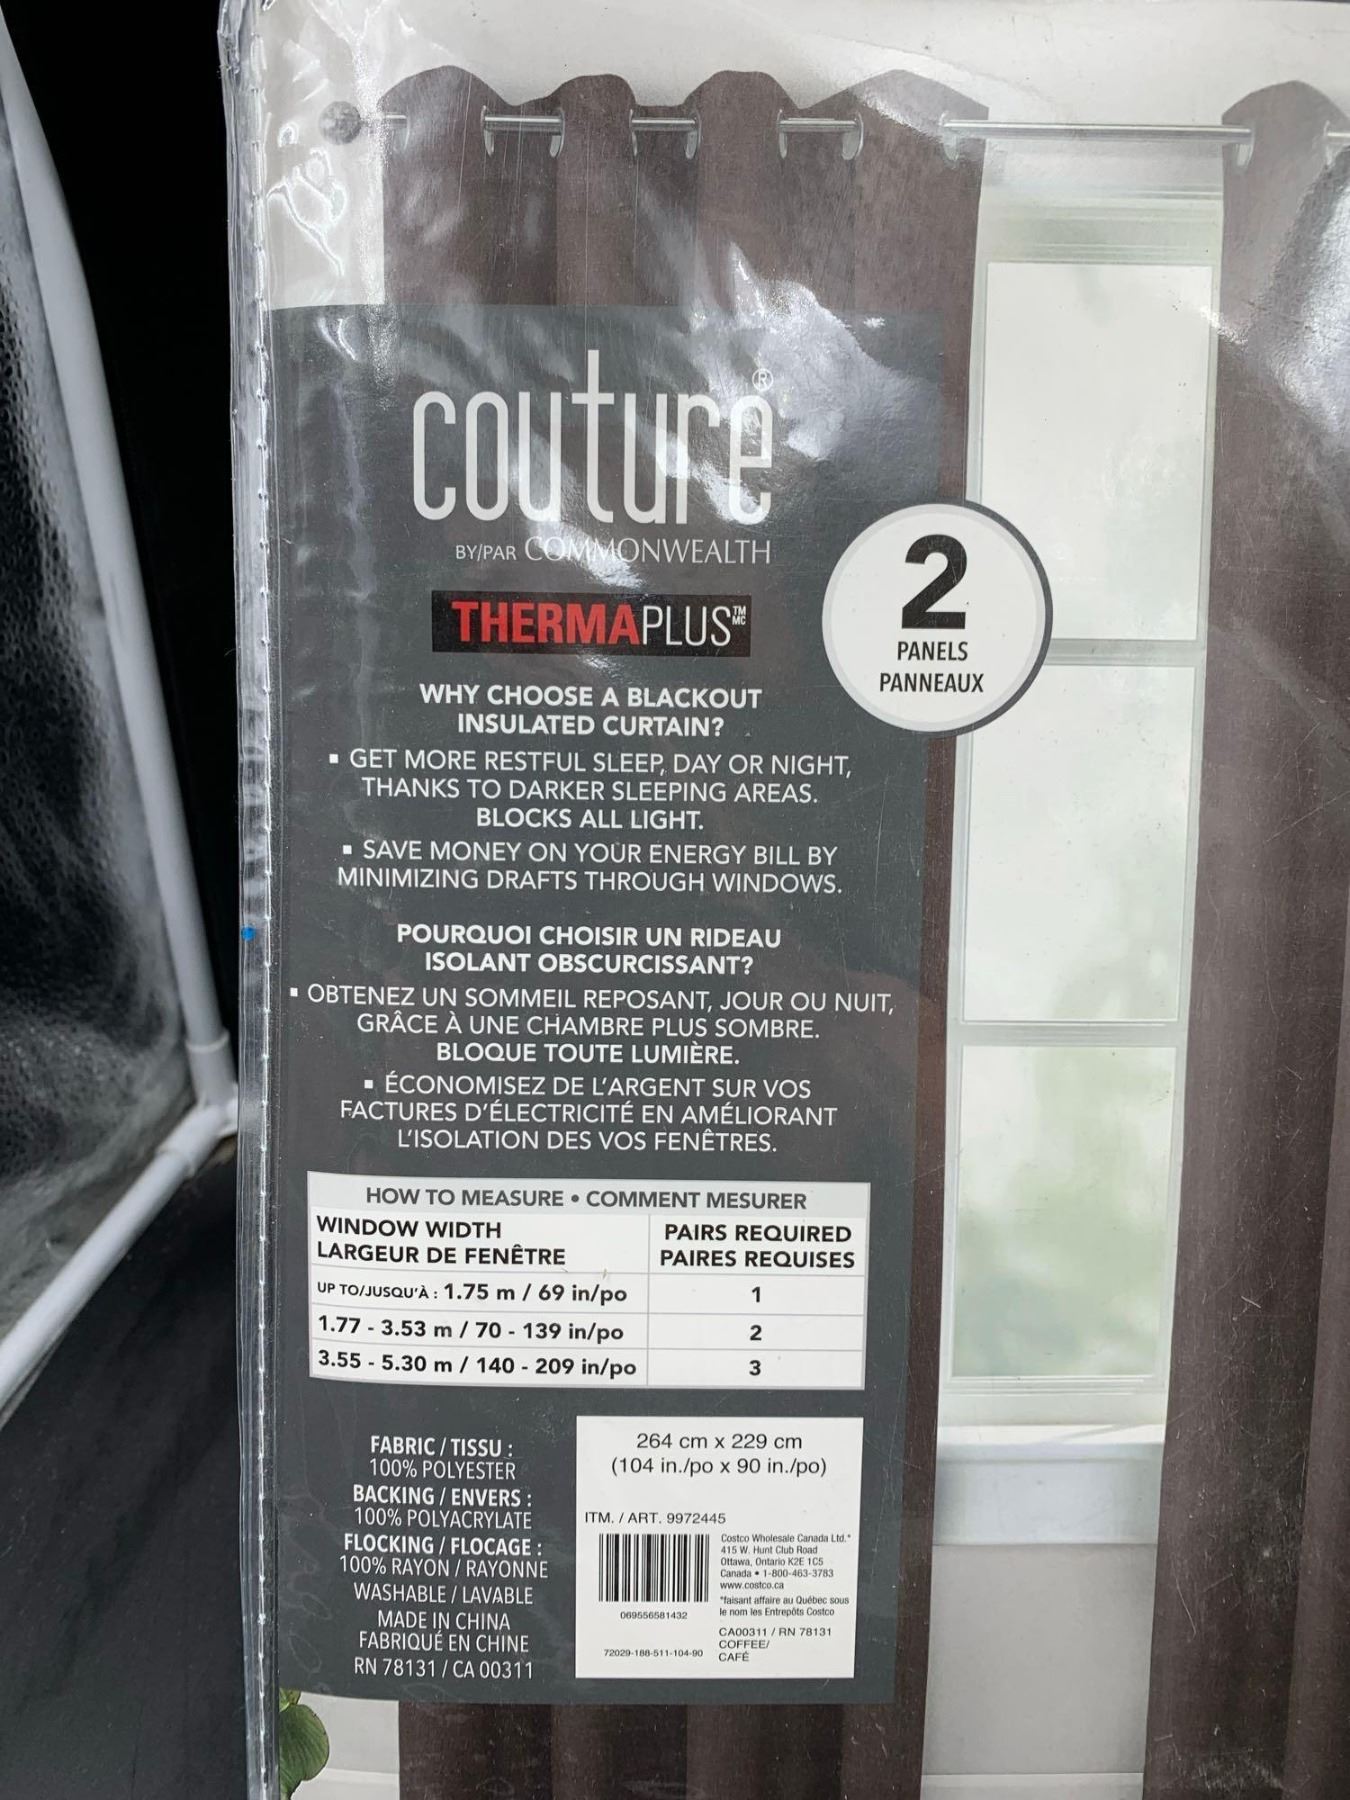 couture®
BY/PAR COMMONWEALTH
THERMAPLUS TM MC
2
PANELS
PANNEAUX
WHY CHOOSE A BLACKOUT
INSULATED CURTAIN?
▪ GET MORE RESTFUL SLEEP, DAY OR NIGHT,
THANKS TO DARKER SLEEPING AREAS.
BLOCKS ALL LIGHT.
▪ SAVE MONEY ON YOUR ENERGY BILL BY
MINIMIZING DRAFTS THROUGH WINDOWS.
POURQUOI CHOISIR UN RIDEAU
ISOLANT OBSCURCISSANT?
▪ OBTENEZ UN SOMMEIL REPOSANT, JOUR OU NUIT,
GRÂCE À UNE CHAMBRE PLUS SOMBRE.
BLOQUE TOUTE LUMIÈRE.
▪ ÉCONOMISEZ DE L'ARGENT SUR VOS
FACTURES D'ÉLECTRICITÉ EN AMÉLIORANT
L'ISOLATION DES VOS FENÊTRES.
HOW TO MEASURE • COMMENT MESURER
WINDOW WIDTH PAIRS REQUIRED
LARGEUR DE FENÊTRE PAIRES REQUISES
UP TO/JUSQU'À : 1.75 m / 69 in/po 1
1.77 - 3.53 m / 70 - 139 in/po 2
3.55 - 5.30 m / 140 - 209 in/po 3
FABRIC / TISSU :
100% POLYESTER
BACKING / ENVERS :
100% POLYACRYLATE
FLOCKING / FLOCAGE :
100% RAYON / RAYONNE
WASHABLE / LAVABLE
MADE IN CHINA
FABRIQUÉ EN CHINE
RN 78131 / CA 00311
264 cm x 229 cm
(104 in./po x 90 in./po)
ITM. / ART. 9972445
Costco Wholesale Canada Ltd.*
415 W. Hunt Club Road
Ottawa, Ontario K2E 1C5
Canada • 1-800-463-3783
www.costco.ca
*faisant affaire au Québec sous
le nom les Entrepôts Costco
069556581432
CA00311 / RN 78131
COFFEE/
CAFÉ
72029-188-511-104-90